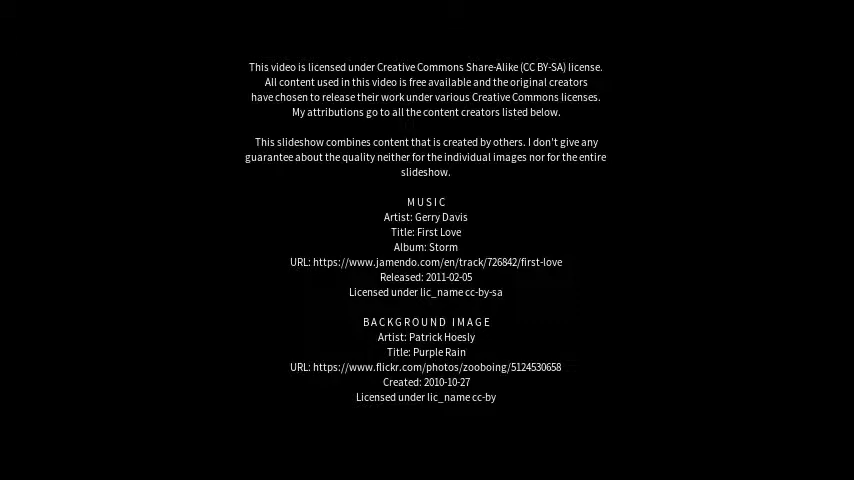 This video is licensed under Creative Commons Share-Alike (CC BY-SA) license.
All content used in this video is free available and the original creators
have chosen to release their work under various Creative Commons licenses.
My attributions go to all the content creators listed below.
This slideshow combines content that is created by others. I don't give any
guarantee about the quality neither for the individual images nor for the entire
slideshow.
MUSIC
Artist: Gerry Davis
Title: First Love
Album: Storm
URL: https://www.jamendo.com/en/track/726842/first-love
Released: 2011-02-05
Licensed under lic_name cc-by-sa
BACKGROUND IMAGE
Artist: Patrick Hoesly
Title: Purple Rain
URL: https://www.flickr.com/photos/zooboing/5124530658
Created: 2010-10-27
Licensed under lic_name cc-by